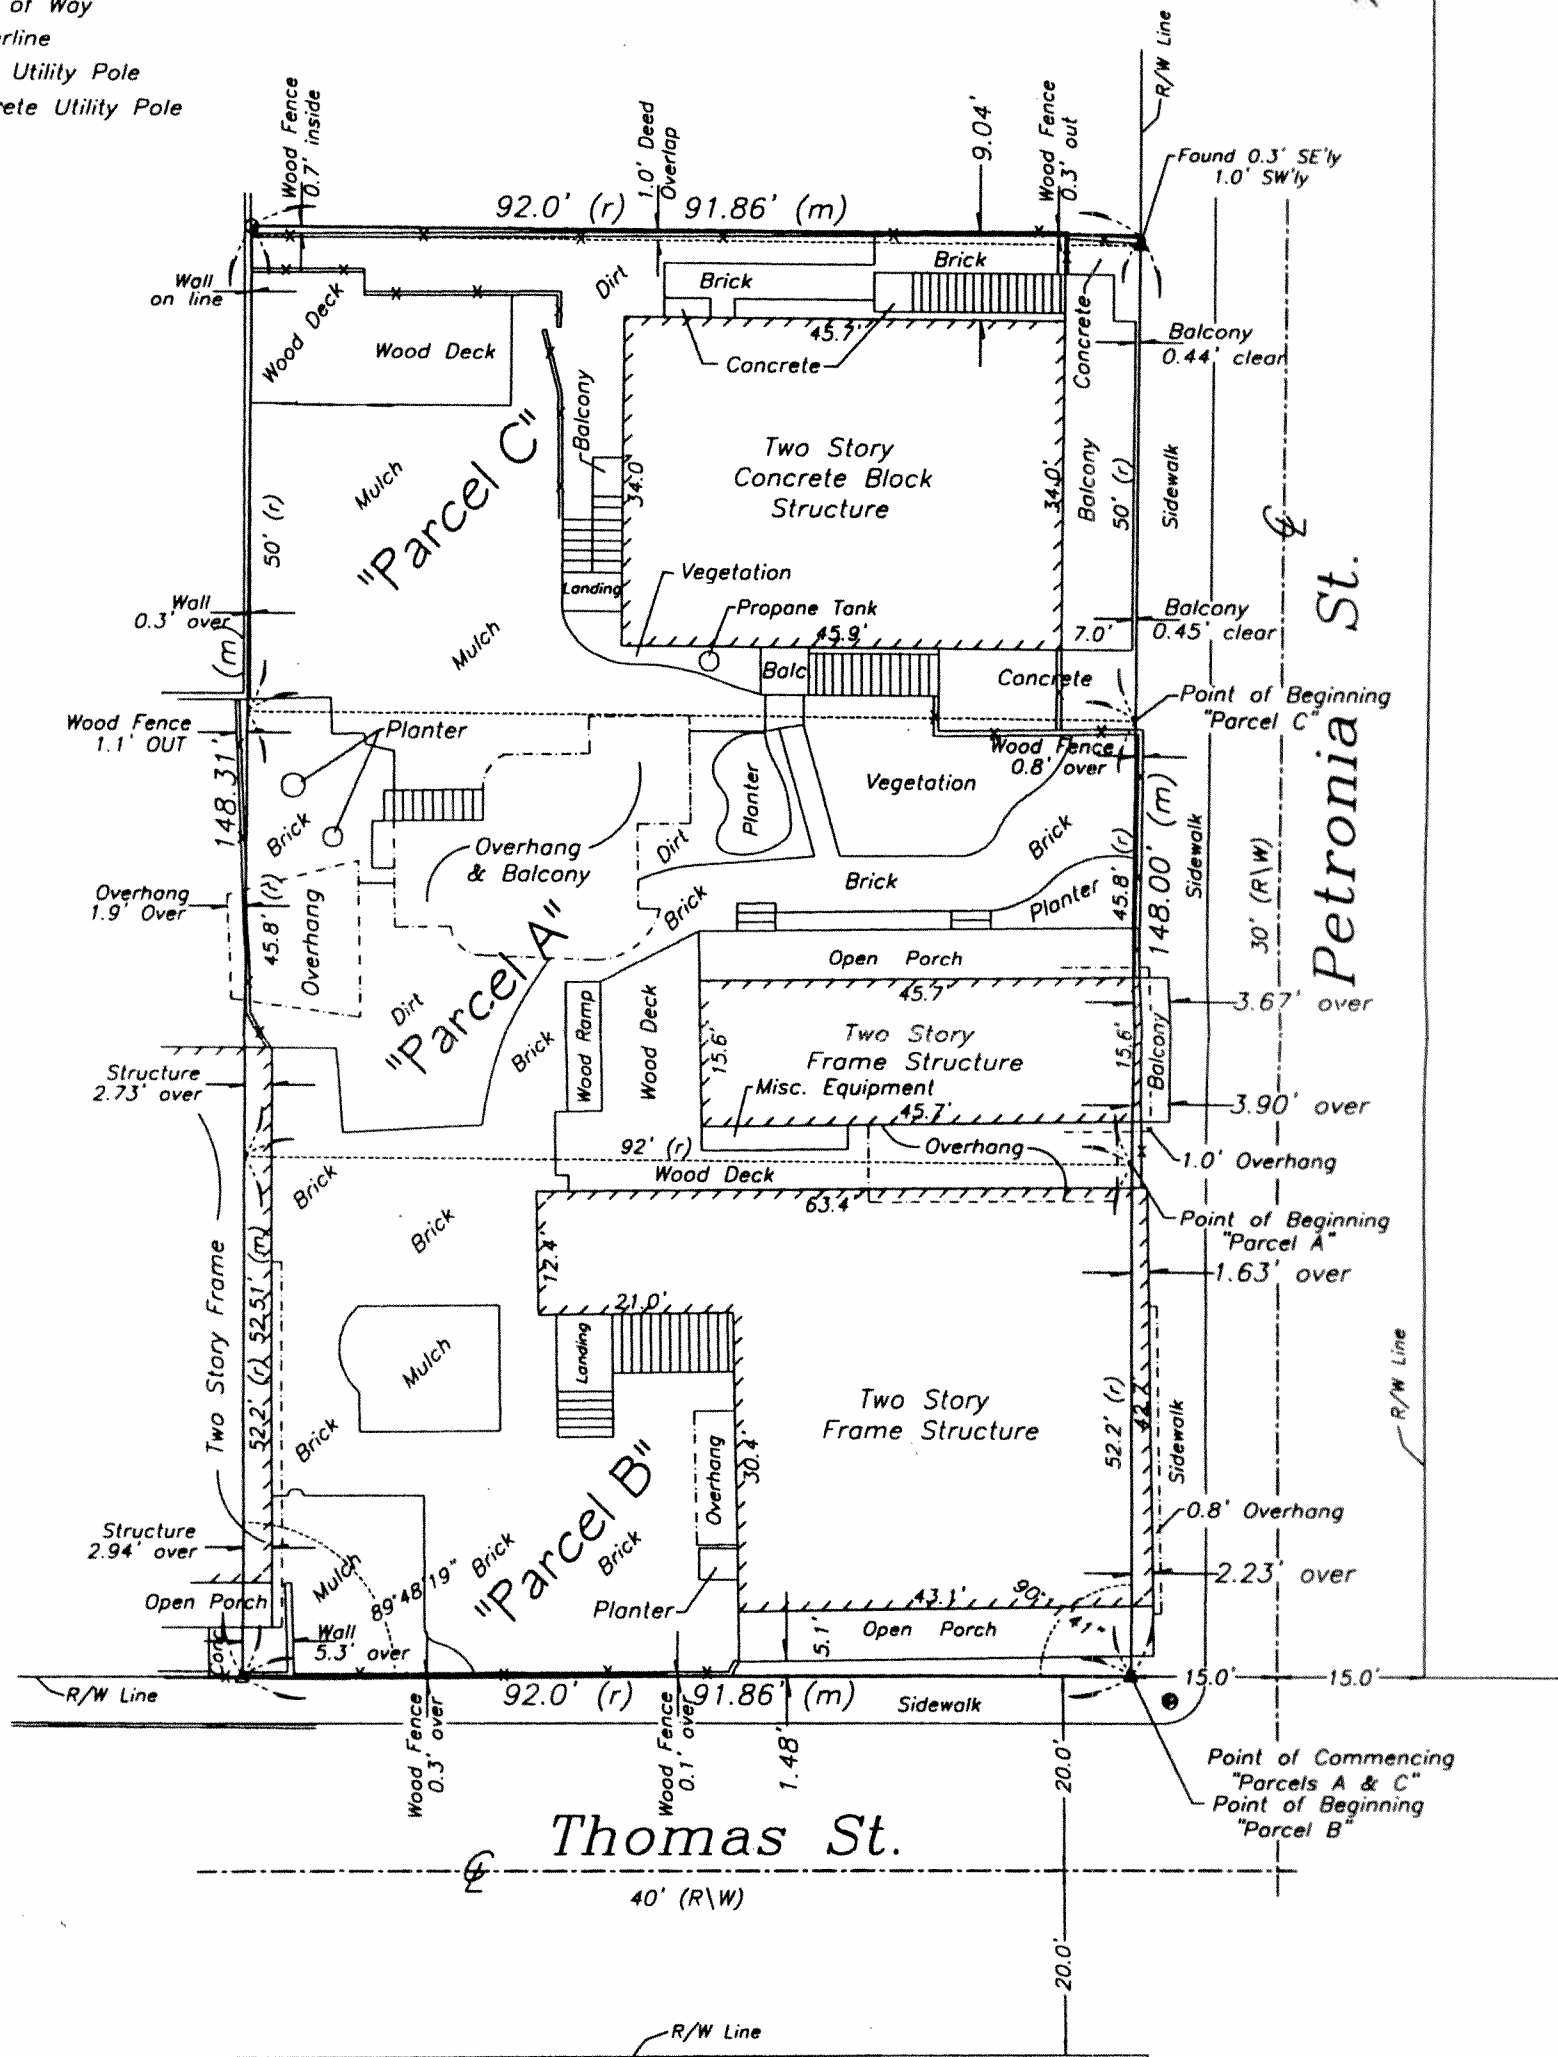 of Way
rline
Utility Pole
rete Utility Pole
Wood Fence
0.7' inside
1.0' Deed
Overlap
9.04'
Wood Fence
0.3' out
R/W Line
Found 0.3' SE'ly
1.0' SW'ly
92.0' (r)
91.86' (m)
Wall
on line
Wood Deck
Wood Deck
Dirt
Brick
Brick
Concrete
45.7'
Concrete
Balcony
0.44' clear
Balcony
34.0'
Two Story
Concrete Block
Structure
34.0'
Balcony
50' (r)
Sidewalk
"Parcel C"
Mulch
50' (r)
Vegetation
Landing
Propane Tank
45.9'
7.0'
Balcony
0.45' clear
Wall
0.3' over
(m)
Mulch
Balc
Concrete
Point of Beginning
"Parcel C"
Petronia St.
Wood Fence
1.1' OUT
Planter
Wood Fence
0.8' over
148.31'
Brick
Overhang
& Balcony
Dirt
Planter
Vegetation
Brick
148.00' (m)
Sidewalk
30' (R\W)
Overhang
1.9' Over
45.8' (r)
Overhang
Brick
Brick
Planter
45.8' (r)
Open Porch
"Parcel A"
Dirt
Brick
Wood Ramp
Wood Deck
45.7'
15.6'
Two Story
Frame Structure
15.6'
Balcony
3.67' over
Structure
2.73' over
Misc. Equipment
45.7'
3.90' over
92' (r)
Overhang
1.0' Overhang
Wood Deck
Brick
63.4'
Point of Beginning
"Parcel A"
Brick
12.4'
1.63' over
Two Story Frame
52.2' (r) 52.51' (m)
21.0'
Landing
Mulch
R/W Line
Brick
Two Story
Frame Structure
52.2' (r)
42.7'
Sidewalk
"Parcel B"
Overhang
30.4'
0.8' Overhang
Structure
2.94' over
Mulch
89°48'19"
Brick
Brick
2.23' over
Open Porch
Planter
43.1'
90°
41"
Wall
5.3' over
5.1'
Open Porch
15.0'
15.0'
R/W Line
92.0' (r)
91.86' (m)
Sidewalk
Wood Fence
0.3' over
Wood Fence
0.1' over
1.48'
20.0'
Point of Commencing
"Parcels A & C"
Point of Beginning
"Parcel B"
Thomas St.
40' (R\W)
20.0'
R/W Line